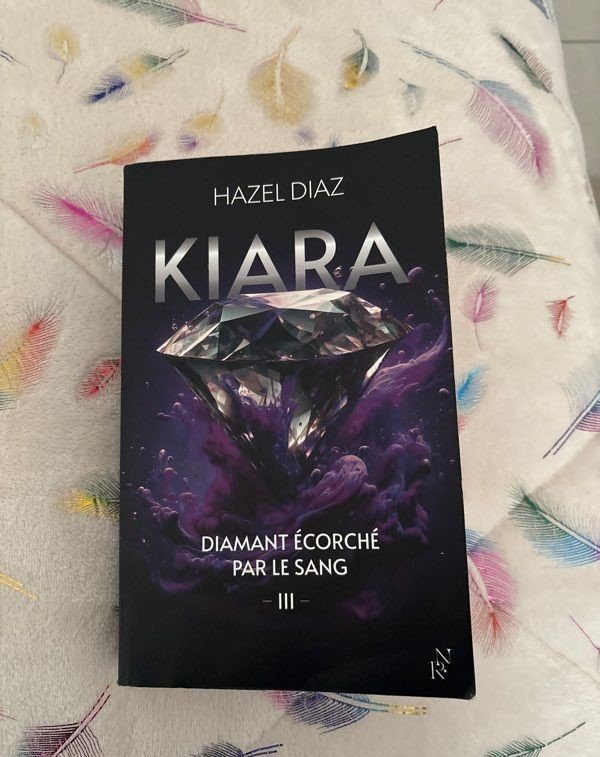 HAZEL DIAZ
KIARA
DIAMANT ÉCORCHÉ
PAR LE SANG
- III -